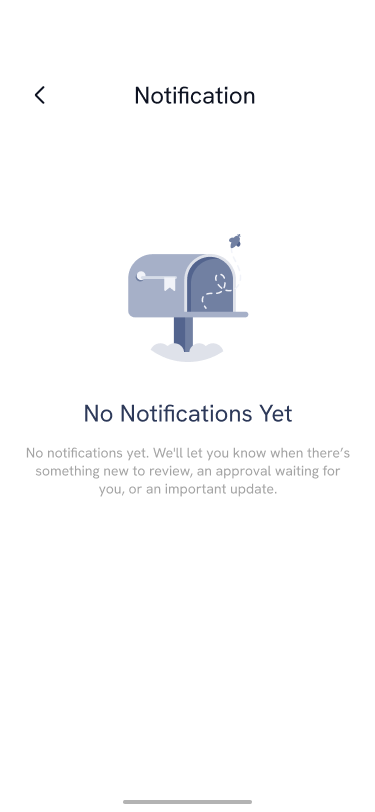 Notification
No Notifications Yet
No notifications yet. We'll let you know when there’s
something new to review, an approval waiting for
you, or an important update.